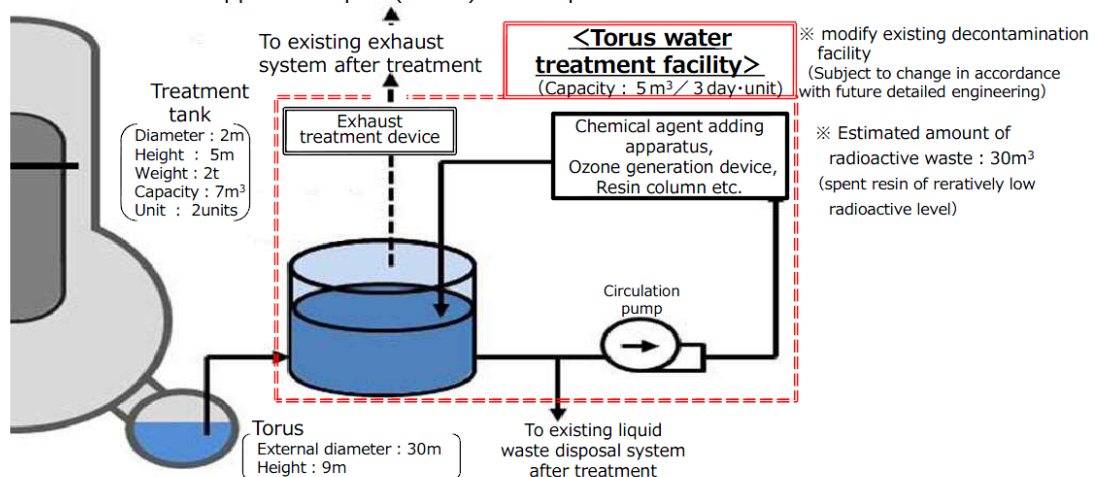 To existing exhaust
system after treatment
<Torus water
treatment facility>
(Capacity : 5m³／3day･unit)
※ modify existing decontamination
facility
(Subject to change in accordance
with future detailed engineering)
※ Estimated amount of
radioactive waste : 30m³
(spent resin of reratively low
radioactive level)
Treatment
tank
Diameter : 2m
Height : 5m
Weight : 2t
Capacity : 7m³
Unit : 2units
Exhaust
treatment device
Chemical agent adding
apparatus,
Ozone generation device,
Resin column etc.
Circulation
pump
Torus
External diameter : 30m
Height : 9m
To existing liquid
waste disposal system
after treatment